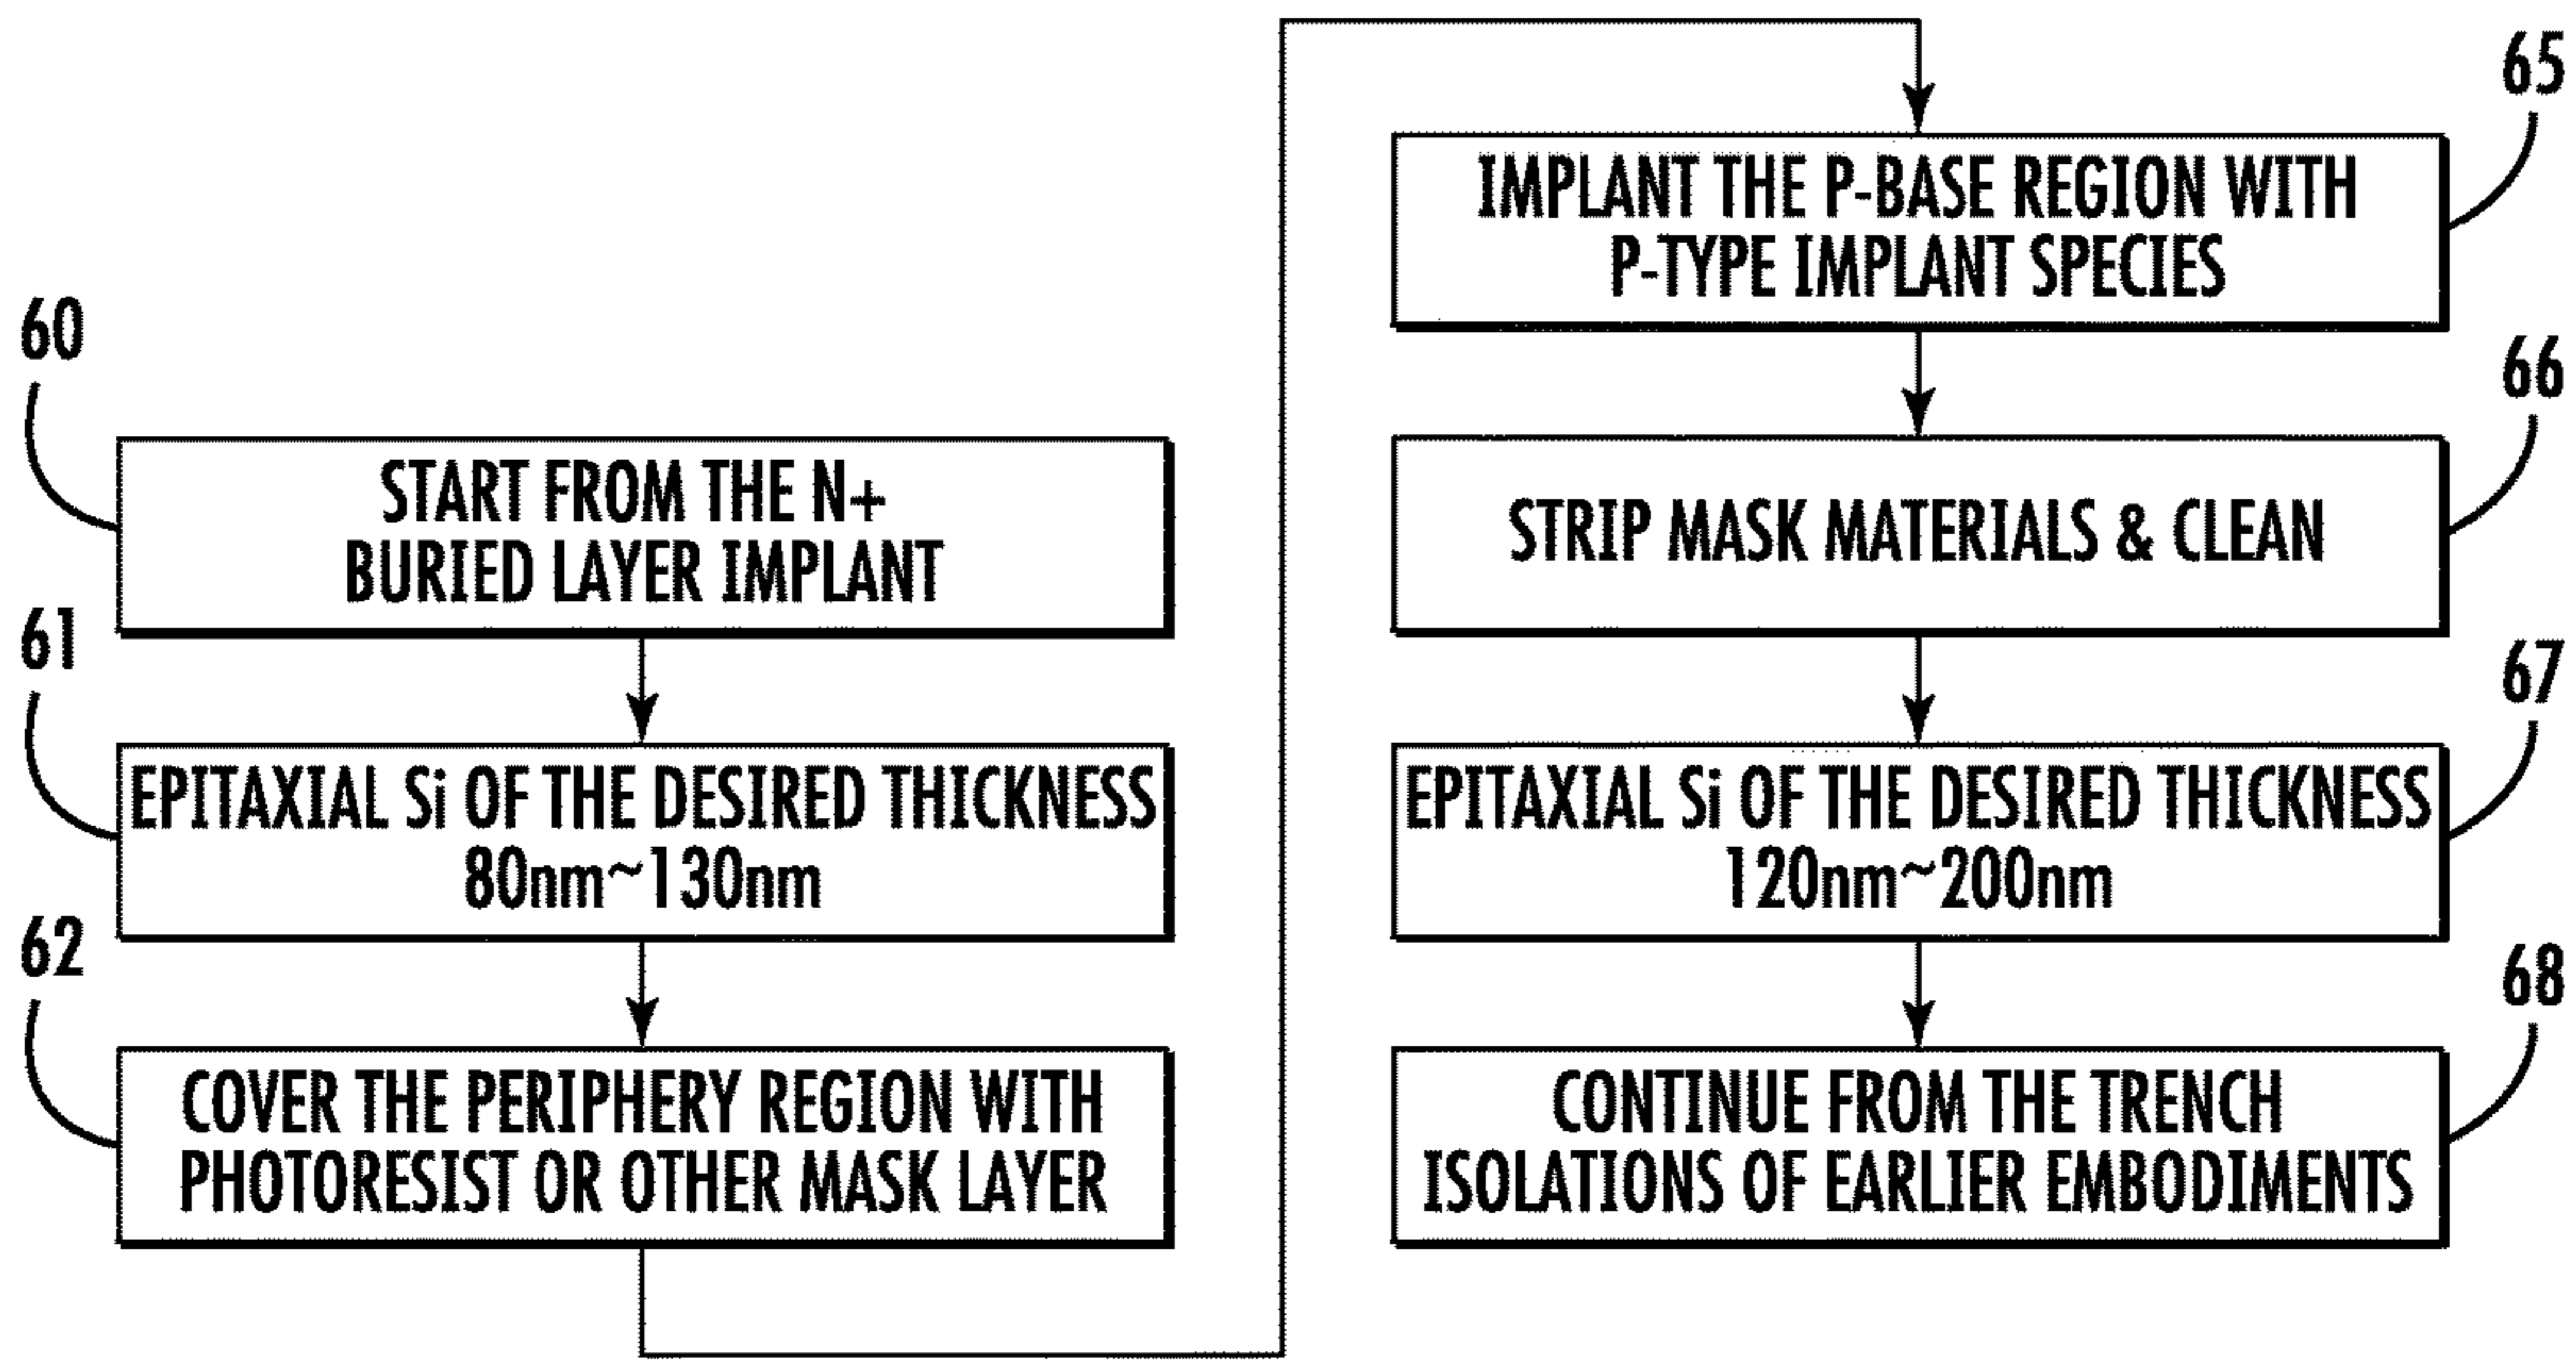 60
START FROM THE N+
BURIED LAYER IMPLANT
61
EPITAXIAL Si OF THE DESIRED THICKNESS
80nm~130nm
62
COVER THE PERIPHERY REGION WITH
PHOTORESIST OR OTHER MASK LAYER
65
IMPLANT THE P-BASE REGION WITH
P-TYPE IMPLANT SPECIES
66
STRIP MASK MATERIALS & CLEAN
67
EPITAXIAL Si OF THE DESIRED THICKNESS
120nm~200nm
68
CONTINUE FROM THE TRENCH
ISOLATIONS OF EARLIER EMBODIMENTS